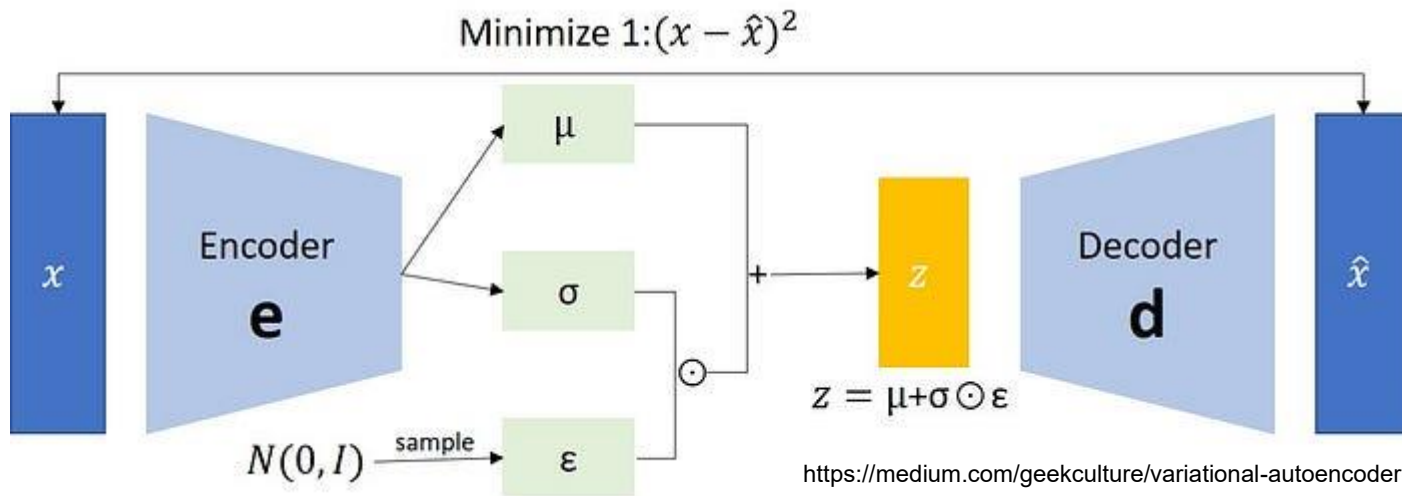 Minimize 1:(x − x̂)²
x
Encoder
e
μ
σ
ε
N(0, I)
sample
⊙
+
z
z = μ+σ⊙ε
Decoder
d
x̂
https://medium.com/geekculture/variational-autoencoder